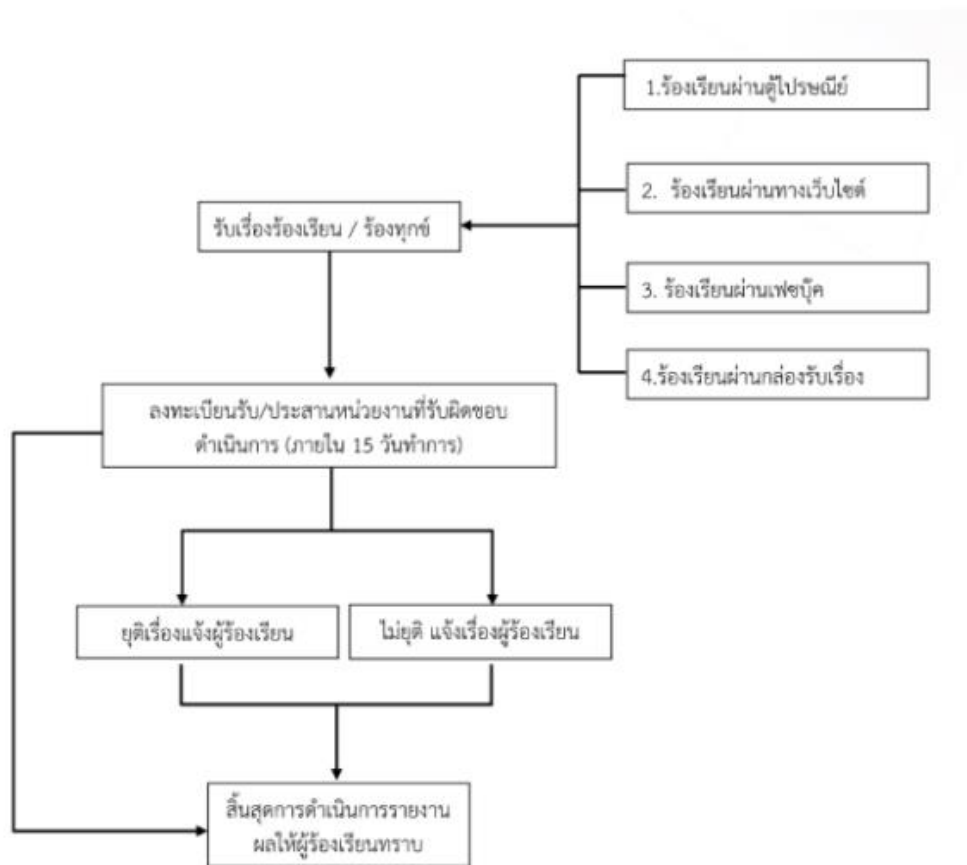 1.ร้องเรียนผ่านตู้ไปรษณีย์
2. ร้องเรียนผ่านทางเว็บไซต์
รับเรื่องร้องเรียน / ร้องทุกข์
3. ร้องเรียนผ่านเฟซบุ๊ค
4.ร้องเรียนผ่านกล่องรับเรื่อง
ลงทะเบียนรับ/ประสานหน่วยงานที่รับผิดชอบ
ดำเนินการ (ภายใน 15 วันทำการ)
ยุติเรื่องแจ้งผู้ร้องเรียน
ไม่ยุติ แจ้งเรื่องผู้ร้องเรียน
สิ้นสุดการดำเนินการรายงาน
ผลให้ผู้ร้องเรียนทราบ